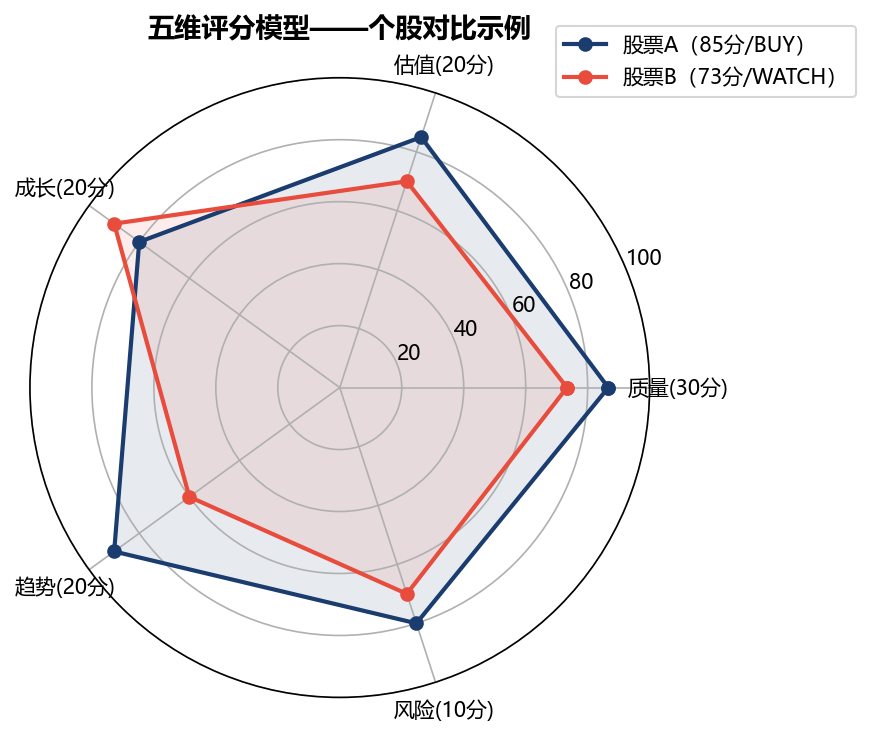 五维评分模型——个股对比示例
股票A（85分/BUY）
股票B（73分/WATCH）
估值(20分)
成长(20分)
100
80
60
40
20
质量(30分)
趋势(20分)
风险(10分)